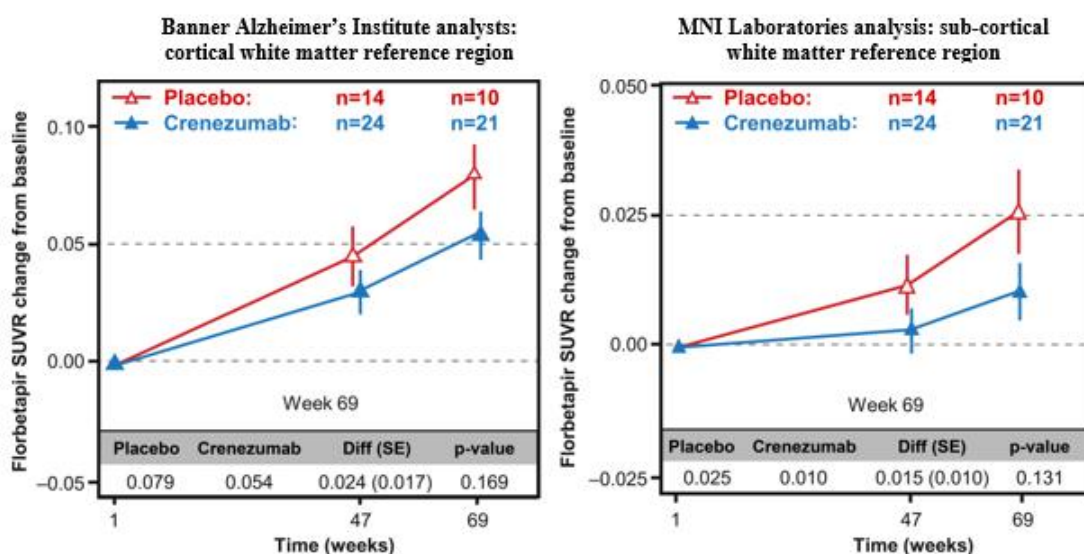 Banner Alzheimer’s Institute analysts:
cortical white matter reference region
Placebo: n=14 n=10
Crenezumab: n=24 n=21
Florbetapir SUVR change from baseline
0.10
0.05
0.00
−0.05
Week 69
Placebo Crenezumab Diff (SE) p-value
0.079 0.054 0.024 (0.017) 0.169
1 47 69
Time (weeks)
MNI Laboratories analysis: sub-cortical
white matter reference region
Placebo: n=14 n=10
Crenezumab: n=24 n=21
Florbetapir SUVR change from baseline
0.050
0.025
0.00
−0.025
Week 69
Placebo Crenezumab Diff (SE) p-value
0.025 0.010 0.015 (0.010) 0.131
1 47 69
Time (weeks)